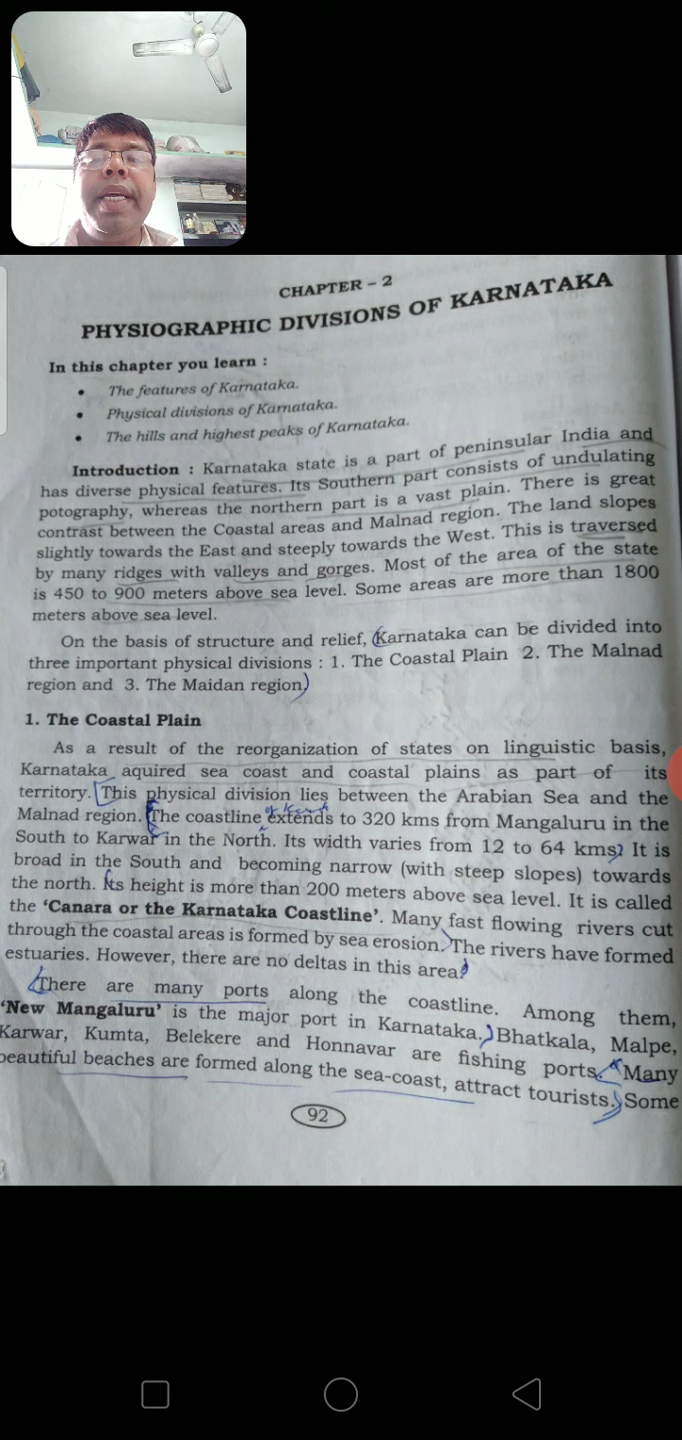 CHAPTER – 2
PHYSIOGRAPHIC DIVISIONS OF KARNATAKA
In this chapter you learn :
• The features of Karnataka.
• Physical divisions of Karnataka.
• The hills and highest peaks of Karnataka.
Introduction : Karnataka state is a part of peninsular India and
has diverse physical features. Its Southern part consists of undulating
potography, whereas the northern part is a vast plain. There is great
contrast between the Coastal areas and Malnad region. The land slopes
slightly towards the East and steeply towards the West. This is traversed
by many ridges with valleys and gorges. Most of the area of the state
is 450 to 900 meters above sea level. Some areas are more than 1800
meters above sea level.
On the basis of structure and relief, (Karnataka can be divided into
three important physical divisions : 1. The Coastal Plain 2. The Malnad
region and 3. The Maidan region)
1. The Coastal Plain
As a result of the reorganization of states on linguistic basis,
Karnataka aquired sea coast and coastal plains as part of its
territory. This physical division lies between the Arabian Sea and the
Malnad region. The coastline extends to 320 kms from Mangaluru in the
South to Karwar in the North. Its width varies from 12 to 64 kms. It is
broad in the South and becoming narrow (with steep slopes) towards
the north. Its height is more than 200 meters above sea level. It is called
the ‘Canara or the Karnataka Coastline’. Many fast flowing rivers cut
through the coastal areas is formed by sea erosion. The rivers have formed
estuaries. However, there are no deltas in this area.
There are many ports along the coastline. Among them,
‘New Mangaluru’ is the major port in Karnataka. Bhatkala, Malpe,
Karwar, Kumta, Belekere and Honnavar are fishing ports. Many
beautiful beaches are formed along the sea-coast, attract tourists. Some
92